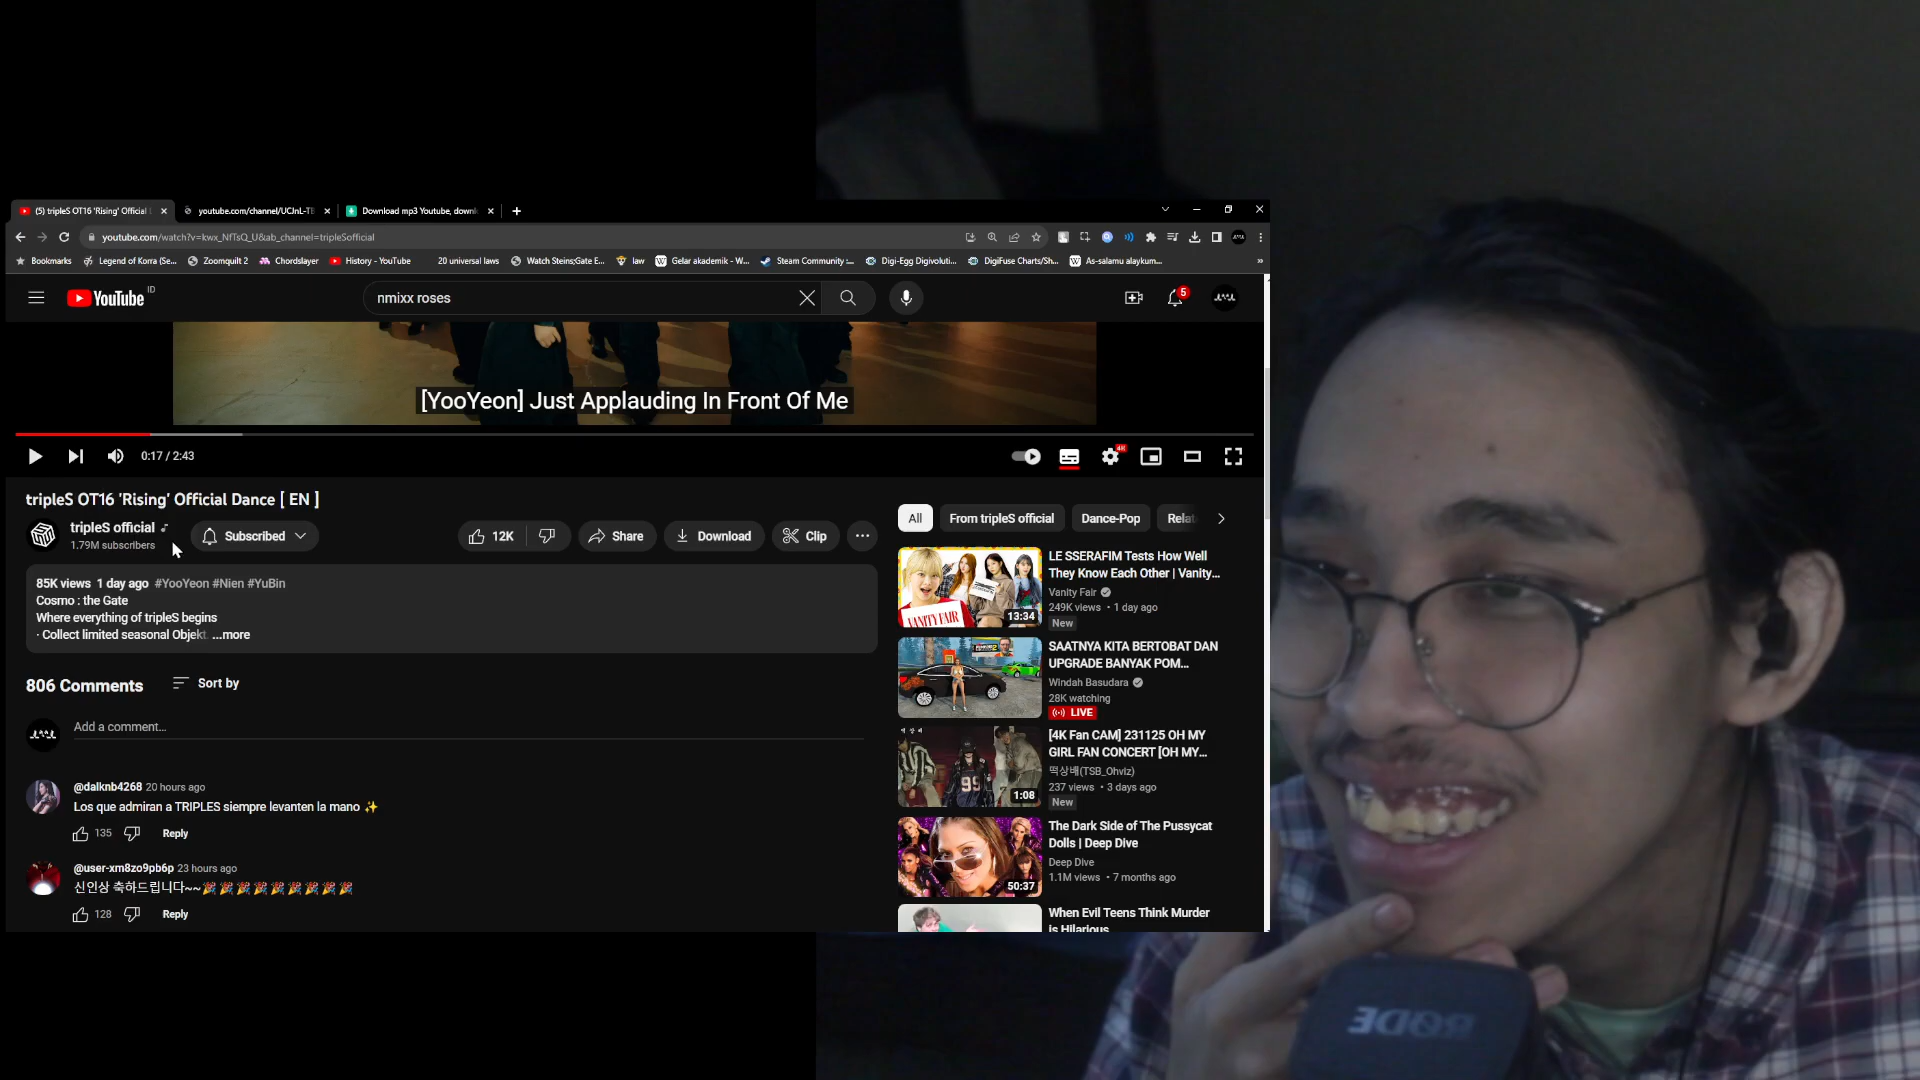 (5) tripleS OT16 'Rising' Official
youtube.com/channel/UCJnL-TE
Download mp3 Youtube, downl
youtube.com/watch?v=kwx_NfTsQ_U&ab_channel=tripleSofficial
Bookmarks
Legend of Korra (Se...
Zoomquilt 2
Chordslayer
History - YouTube
20 universal laws
Watch Steins;Gate E...
law
Gelar akademik - W...
Steam Community :...
Digi-Egg Digivoluti...
DigiFuse Charts/Sh...
As-salamu alaykum...
YouTube ID
nmixx roses
5
[YooYeon] Just Applauding In Front Of Me
0:17 / 2:43
4K
tripleS OT16 'Rising' Official Dance [ EN ]
tripleS official
1.79M subscribers
Subscribed
12K
Share
Download
Clip
85K views 1 day ago #YooYeon #Nien #YuBin
Cosmo : the Gate
Where everything of tripleS begins
· Collect limited seasonal Objekt ...more
806 Comments
Sort by
Add a comment...
@dalknb4268 20 hours ago
Los que admiran a TRIPLES siempre levanten la mano ✨
135
Reply
@user-xm8zo9pb6p 23 hours ago
신인상 축하드립니다~~🎉🎉🎉🎉🎉🎉🎉🎉🎉
128
Reply
All
From tripleS official
Dance-Pop
Relat
VANITY FAIR
13:34
LE SSERAFIM Tests How Well
They Know Each Other | Vanity...
Vanity Fair
249K views • 1 day ago
New
SAATNYA KITA BERTOBAT DAN
UPGRADE BANYAK POM...
Windah Basudara
28K watching
LIVE
99
1:08
[4K Fan CAM] 231125 OH MY
GIRL FAN CONCERT [OH MY...
떡상배(TSB_Ohviz)
237 views • 3 days ago
New
50:37
The Dark Side of The Pussycat
Dolls | Deep Dive
Deep Dive
1.1M views • 7 months ago
When Evil Teens Think Murder
is Hilarious
RØDE